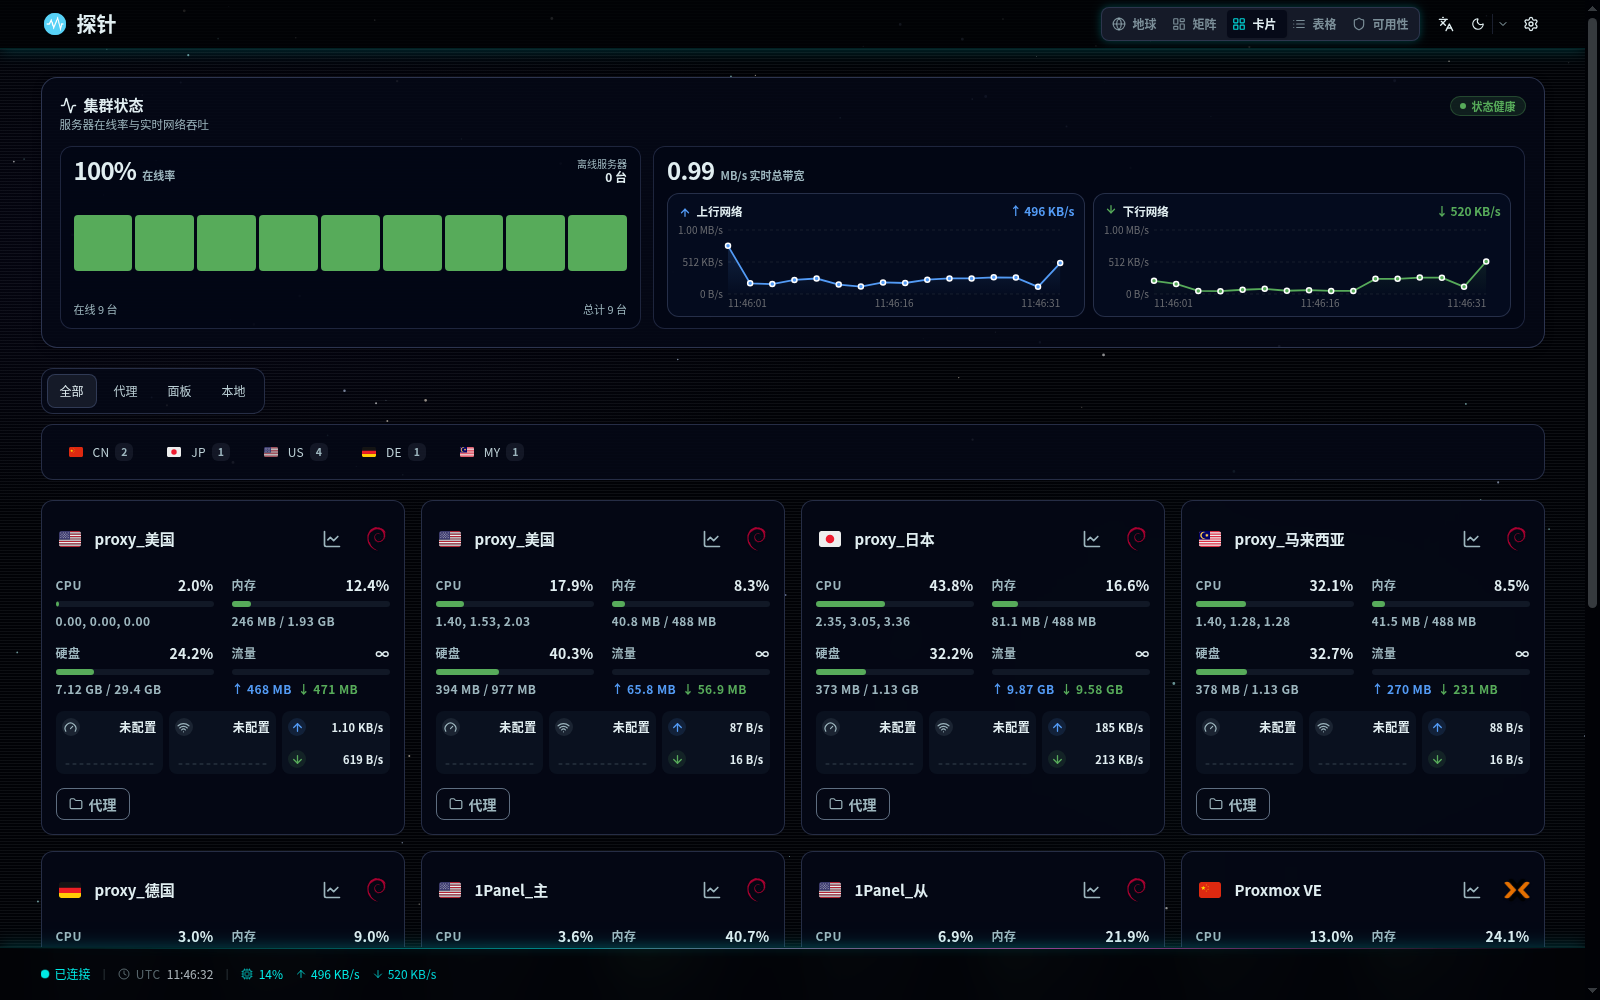 探针
地球 矩阵 卡片 表格 可用性
集群状态
服务器在线率与实时网络吞吐
状态健康
100% 在线率
离线服务器
0 台
在线 9 台
总计 9 台
0.99 MB/s 实时总带宽
上行网络
↑ 496 KB/s
1.00 MB/s
512 KB/s
0 B/s
11:46:01 11:46:16 11:46:31
下行网络
↓ 520 KB/s
1.00 MB/s
512 KB/s
0 B/s
11:46:01 11:46:16 11:46:31
全部 代理 面板 本地
CN 2 JP 1 US 4 DE 1 MY 1
proxy_美国
CPU 2.0% 内存 12.4%
0.00, 0.00, 0.00 246 MB / 1.93 GB
硬盘 24.2% 流量 ∞
7.12 GB / 29.4 GB ↑ 468 MB ↓ 471 MB
未配置 未配置 1.10 KB/s
619 B/s
代理
proxy_美国
CPU 17.9% 内存 8.3%
1.40, 1.53, 2.03 40.8 MB / 488 MB
硬盘 40.3% 流量 ∞
394 MB / 977 MB ↑ 65.8 MB ↓ 56.9 MB
未配置 未配置 87 B/s
16 B/s
代理
proxy_日本
CPU 43.8% 内存 16.6%
2.35, 3.05, 3.36 81.1 MB / 488 MB
硬盘 32.2% 流量 ∞
373 MB / 1.13 GB ↑ 9.87 GB ↓ 9.58 GB
未配置 未配置 185 KB/s
213 KB/s
代理
proxy_马来西亚
CPU 32.1% 内存 8.5%
1.40, 1.28, 1.28 41.5 MB / 488 MB
硬盘 32.7% 流量 ∞
378 MB / 1.13 GB ↑ 270 MB ↓ 231 MB
未配置 未配置 88 B/s
16 B/s
代理
proxy_德国
CPU 3.0% 内存 9.0%
1Panel_主
CPU 3.6% 内存 40.7%
1Panel_从
CPU 6.9% 内存 21.9%
Proxmox VE
CPU 13.0% 内存 24.1%
已连接 UTC 11:46:32 14% ↑ 496 KB/s ↓ 520 KB/s